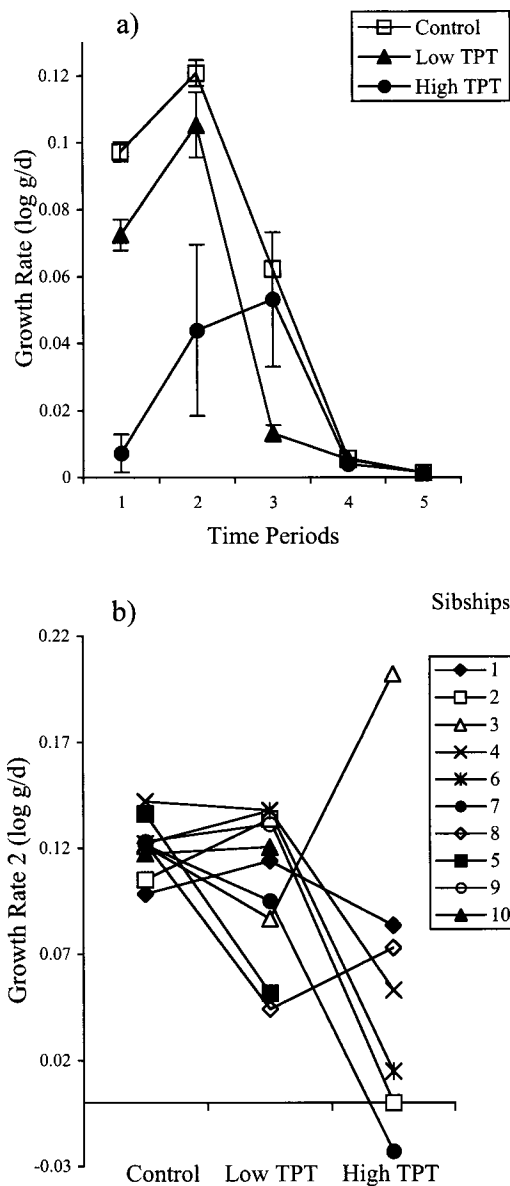 a)
Control
Low TPT
High TPT
0.12
0.1
0.08
0.06
0.04
0.02
0
Growth Rate (log g/d)
1 2 3 4 5
Time Periods
b)
Sibships
1
2
3
4
6
7
8
5
9
10
0.22
0.17
0.12
0.07
0.02
-0.03
Growth Rate 2 (log g/d)
Control Low TPT High TPT